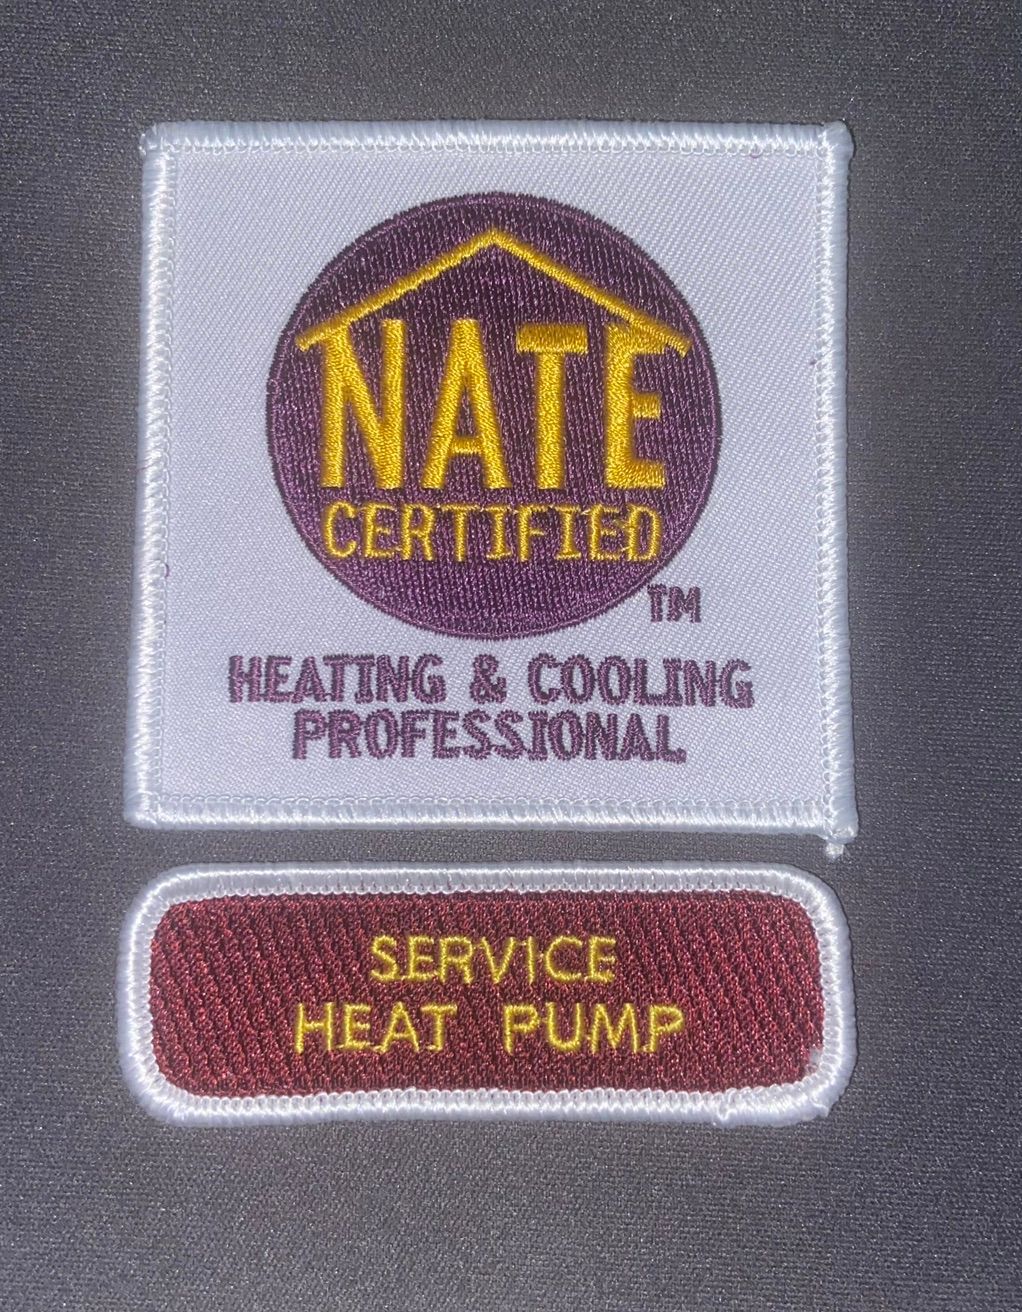 NATE
CERTIFIED
TM
HEATING & COOLING
PROFESSIONAL
SERVICE
HEAT PUMP